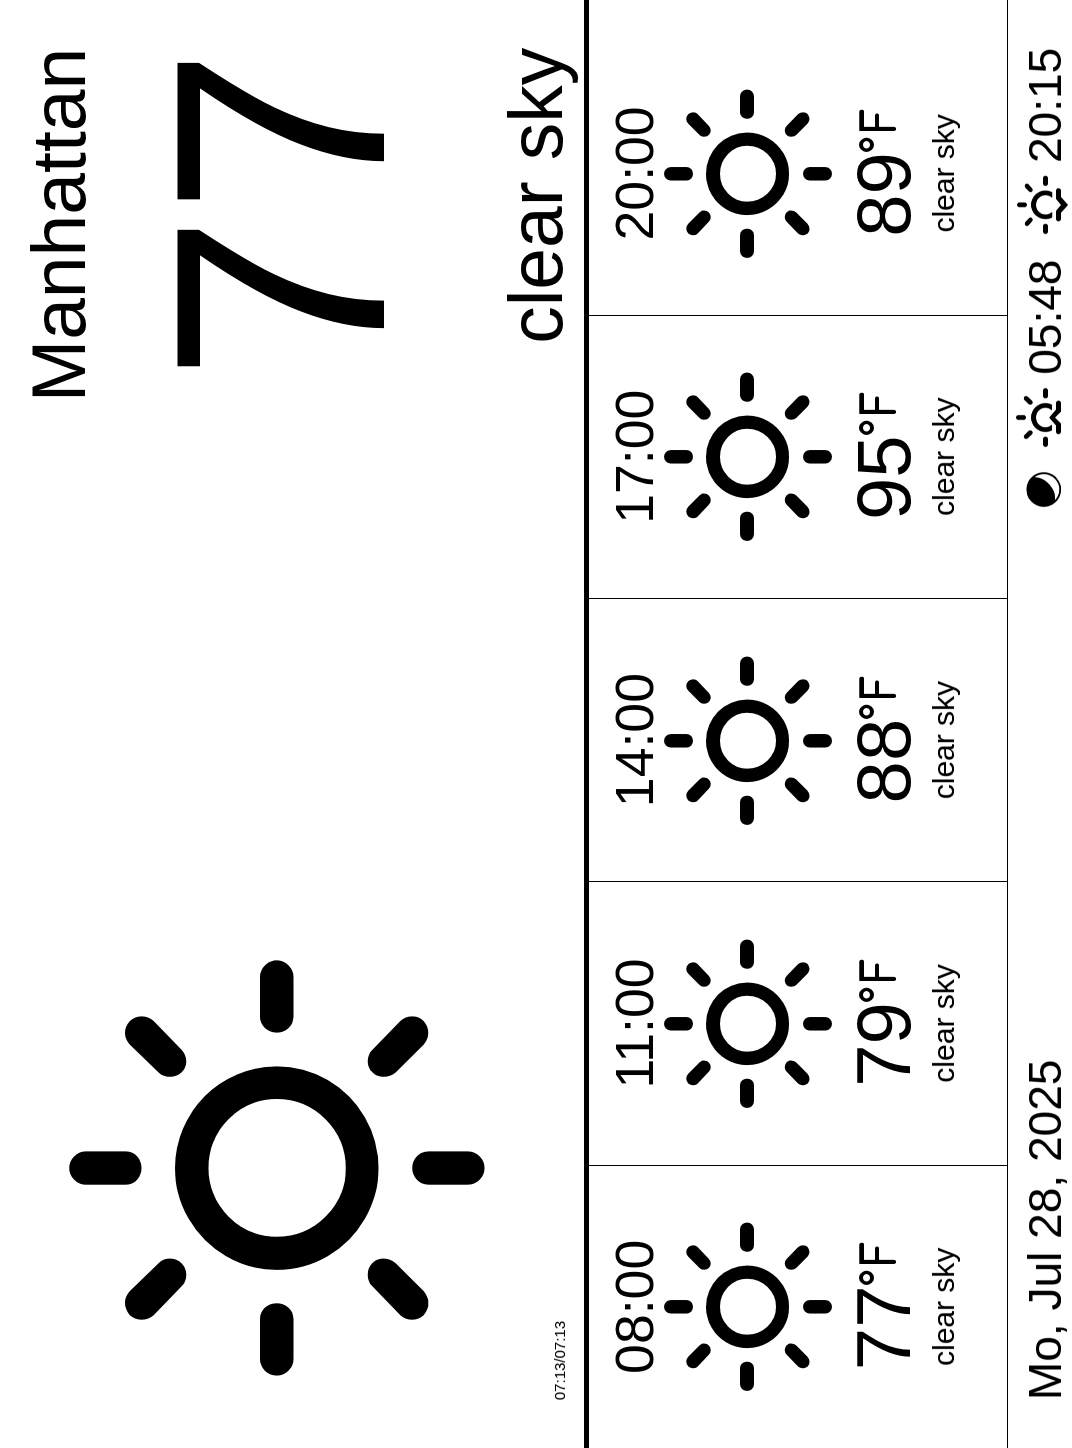 Manhattan
77
clear sky
07:13/07:13
08:00 11:00 14:00 17:00 20:00
77°F 79°F 88°F 95°F 89°F
clear sky clear sky clear sky clear sky clear sky
Mo, Jul 28, 2025 05:48 20:15